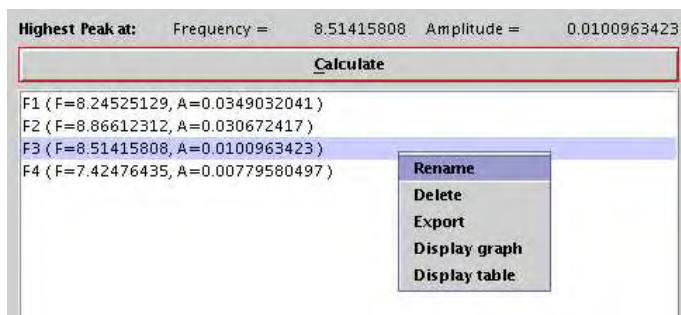 Highest Peak at: Frequency = 8.51415808 Amplitude = 0.0100963423
Calculate
F1 ( F=8.24525129, A=0.0349032041 )
F2 ( F=8.86612312, A=0.030672417 )
F3 ( F=8.51415808, A=0.0100963423 )
F4 ( F=7.42476435, A=0.00779580497 )
Rename
Delete
Export
Display graph
Display table